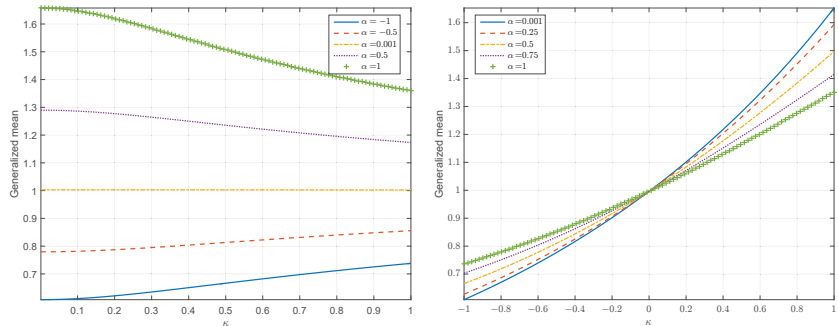 1.6
1.5
1.4
1.3
1.2
1.1
1
0.9
0.8
0.7
Generalized mean
0.1 0.2 0.3 0.4 0.5 0.6 0.7 0.8 0.9 1
κ
α = −1
α = −0.5
α =0.001
α =0.5
α =1
1.6
1.5
1.4
1.3
1.2
1.1
1.0
0.9
0.8
0.7
Generalized mean
−1 −0.8 −0.6 −0.4 −0.2 0 0.2 0.4 0.6 0.8 1
κ
α=0.001
α=0.25
α=0.5
α=0.75
α=1